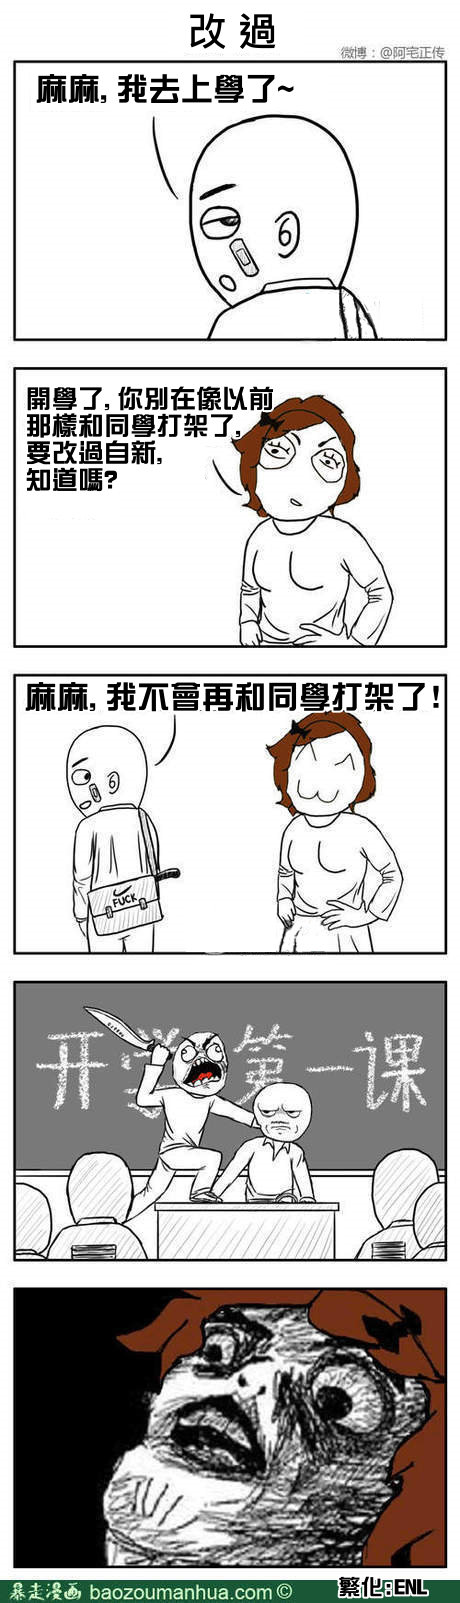 改過
微博：@阿宅正传
麻麻,我去上學了~
開學了,你別在像以前
那樣和同學打架了,
要改過自新,
知道嗎?
麻麻,我不會再和同學打架了!
FUCK
开学第一课
暴走漫画 baozoumanhua.com ©
繁化:ENL